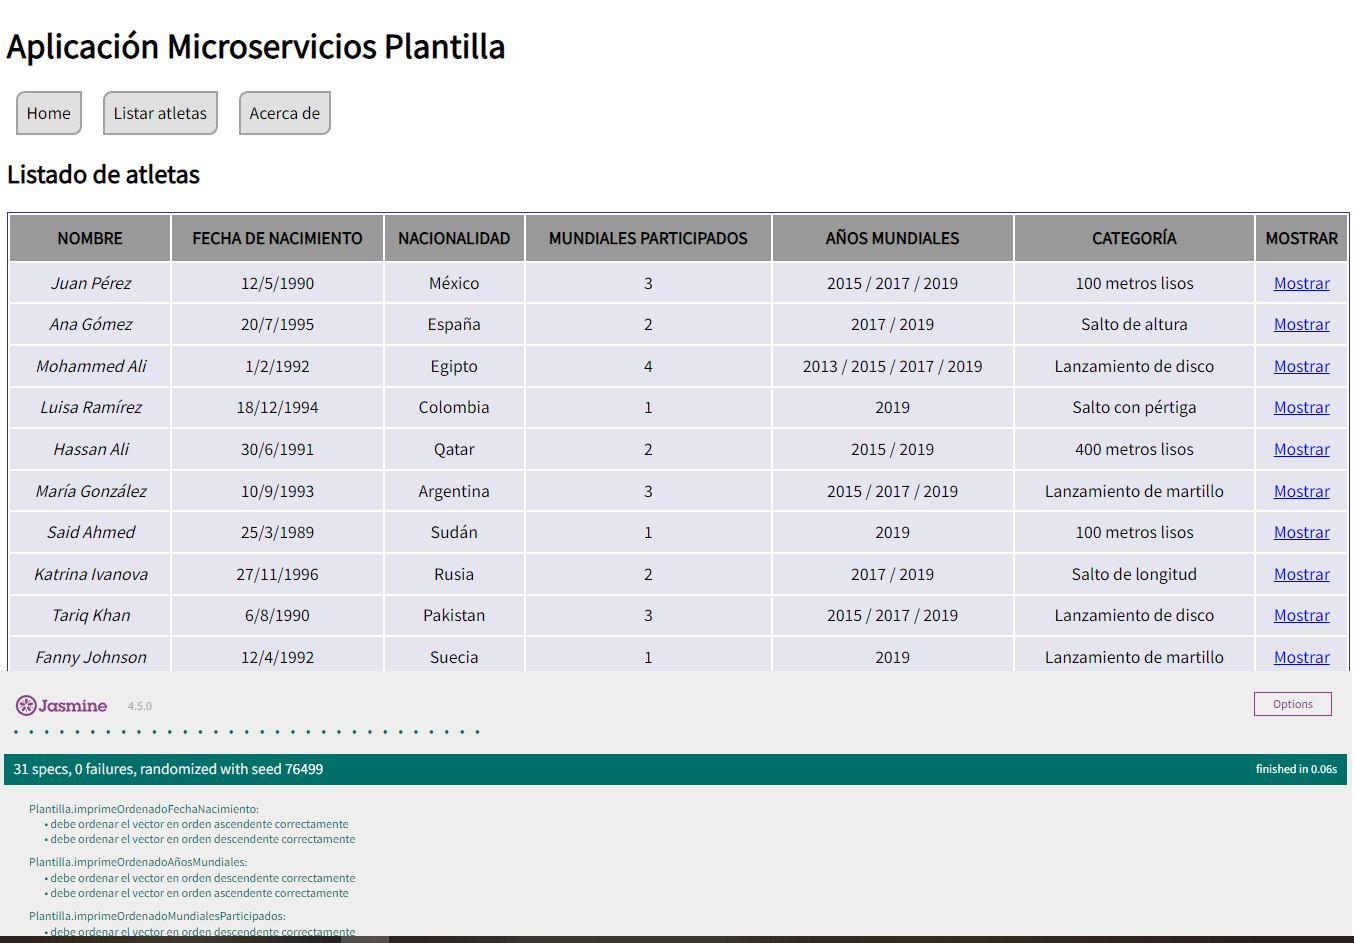 Aplicación Microservicios Plantilla
Home Listar atletas Acerca de
Listado de atletas
NOMBRE FECHA DE NACIMIENTO NACIONALIDAD MUNDIALES PARTICIPADOS AÑOS MUNDIALES CATEGORÍA MOSTRAR
Juan Pérez 12/5/1990 México 3 2015 / 2017 / 2019 100 metros lisos Mostrar
Ana Gómez 20/7/1995 España 2 2017 / 2019 Salto de altura Mostrar
Mohammed Ali 1/2/1992 Egipto 4 2013 / 2015 / 2017 / 2019 Lanzamiento de disco Mostrar
Luisa Ramírez 18/12/1994 Colombia 1 2019 Salto con pértiga Mostrar
Hassan Ali 30/6/1991 Qatar 2 2015 / 2019 400 metros lisos Mostrar
María González 10/9/1993 Argentina 3 2015 / 2017 / 2019 Lanzamiento de martillo Mostrar
Said Ahmed 25/3/1989 Sudán 1 2019 100 metros lisos Mostrar
Katrina Ivanova 27/11/1996 Rusia 2 2017 / 2019 Salto de longitud Mostrar
Tariq Khan 6/8/1990 Pakistan 3 2015 / 2017 / 2019 Lanzamiento de disco Mostrar
Fanny Johnson 12/4/1992 Suecia 1 2019 Lanzamiento de martillo Mostrar
Jasmine 4.5.0 Options
31 specs, 0 failures, randomized with seed 76499 finished in 0.06s
Plantilla.imprimeOrdenadoFechaNacimiento:
• debe ordenar el vector en orden ascendente correctamente
• debe ordenar el vector en orden descendente correctamente
Plantilla.imprimeOrdenadoAñosMundiales:
• debe ordenar el vector en orden descendente correctamente
• debe ordenar el vector en orden ascendente correctamente
Plantilla.imprimeOrdenadoMundialesParticipados:
• debe ordenar el vector en orden descendente correctamente